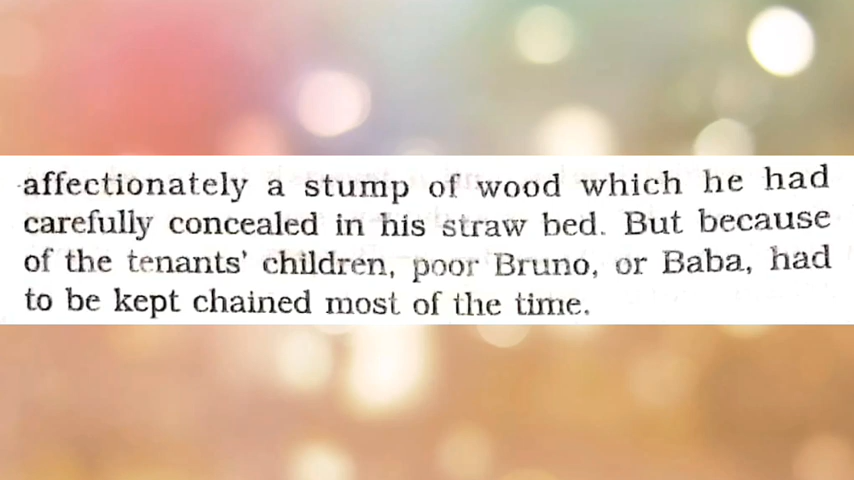 affectionately a stump of wood which he had
carefully concealed in his straw bed. But because
of the tenants' children, poor Bruno, or Baba, had
to be kept chained most of the time.